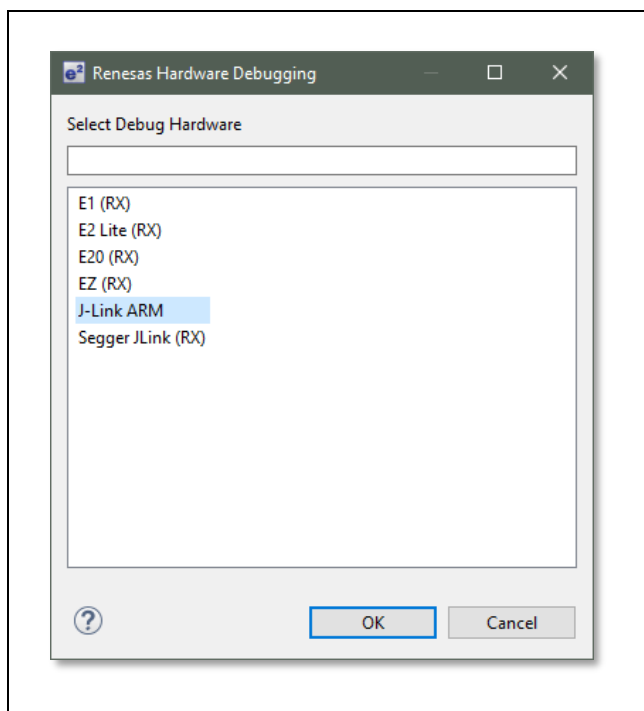 e² Renesas Hardware Debugging
Select Debug Hardware
E1 (RX)
E2 Lite (RX)
E20 (RX)
EZ (RX)
J-Link ARM
Segger JLink (RX)
?
OK Cancel